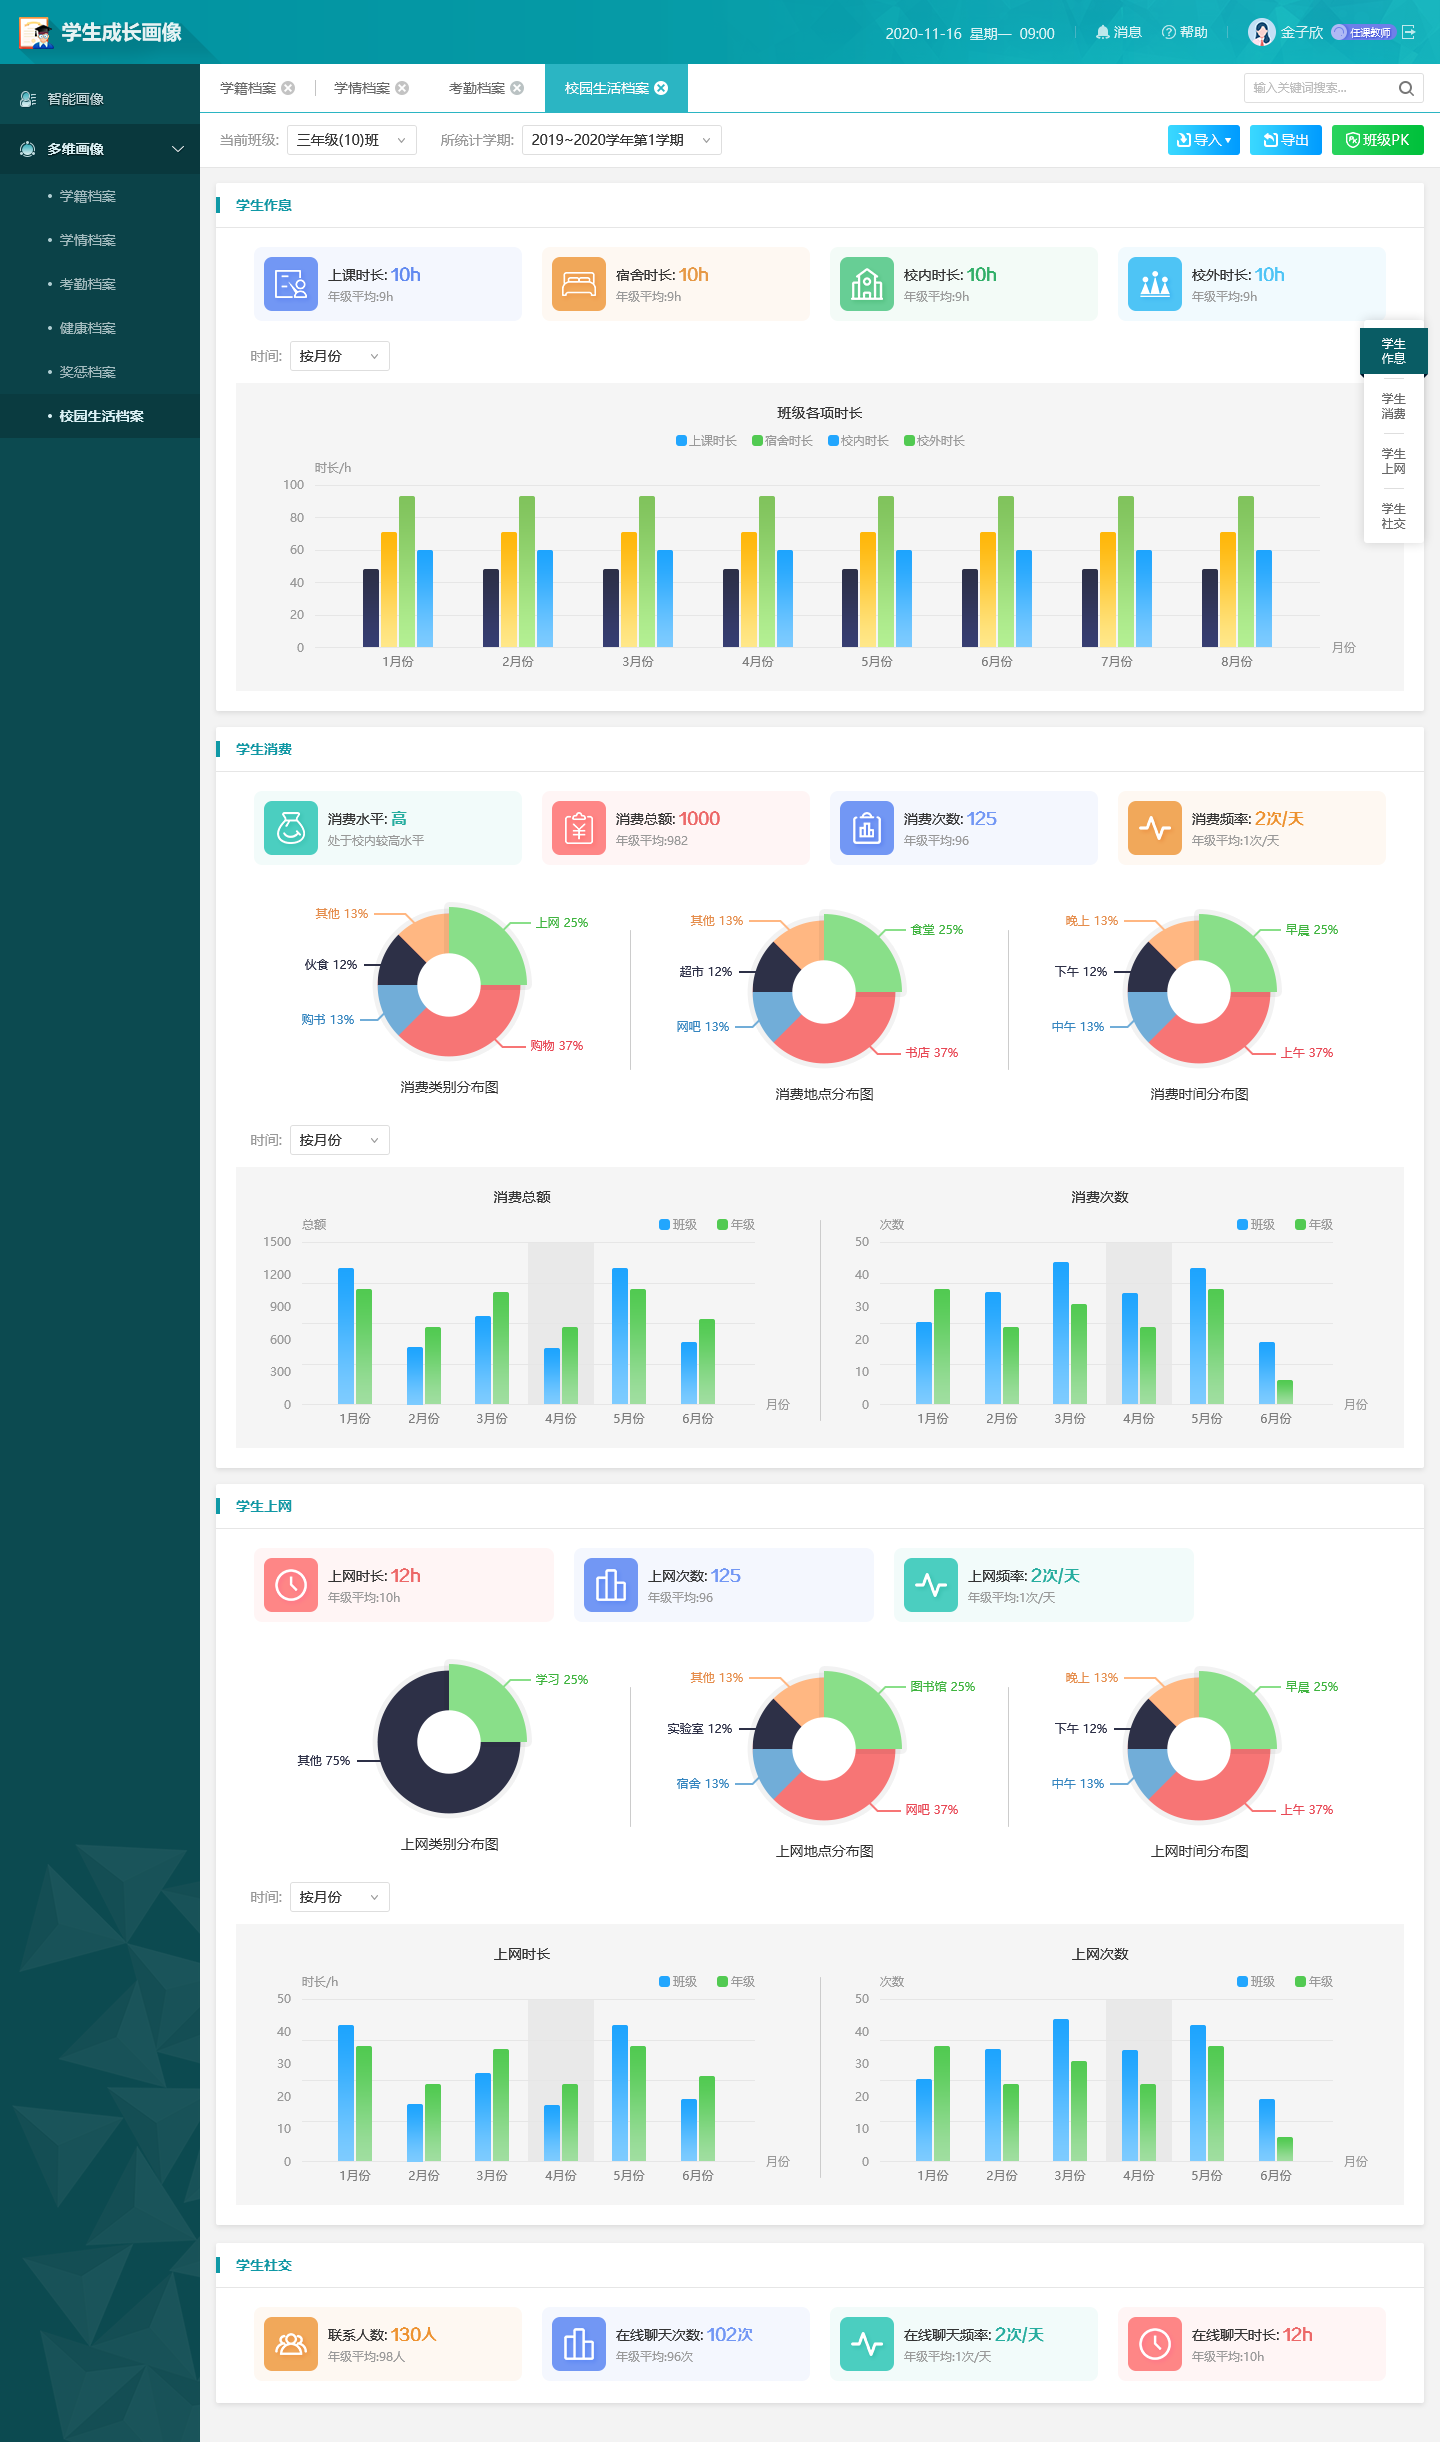 学生成长画像
2020-11-16 星期一 09:00
消息
帮助
金子欣
任课教师
智能画像
多维画像
学籍档案
学情档案
考勤档案
健康档案
奖惩档案
校园生活档案
学籍档案
学情档案
考勤档案
校园生活档案
输入关键词搜索...
当前班级: 三年级(10)班
所统计学期: 2019~2020学年第1学期
导入
导出
班级PK
学生作息
上课时长: 10h
年级平均:9h
宿舍时长: 10h
年级平均:9h
校内时长: 10h
年级平均:9h
校外时长: 10h
年级平均:9h
学生
作息
学生
消费
学生
上网
学生
社交
时间: 按月份
班级各项时长
上课时长 宿舍时长 校内时长 校外时长
时长/h
100
80
60
40
20
0
1月份 2月份 3月份 4月份 5月份 6月份 7月份 8月份
月份
学生消费
消费水平: 高
处于校内较高水平
消费总额: 1000
年级平均:982
消费次数: 125
年级平均:96
消费频率: 2次/天
年级平均:1次/天
其他 13%
上网 25%
伙食 12%
购书 13%
购物 37%
消费类别分布图
其他 13%
食堂 25%
超市 12%
网吧 13%
书店 37%
消费地点分布图
晚上 13%
早晨 25%
下午 12%
中午 13%
上午 37%
消费时间分布图
时间: 按月份
消费总额
总额
班级 年级
1500
1200
900
600
300
0
1月份 2月份 3月份 4月份 5月份 6月份
月份
消费次数
次数
班级 年级
50
40
30
20
10
0
1月份 2月份 3月份 4月份 5月份 6月份
月份
学生上网
上网时长: 12h
年级平均:10h
上网次数: 125
年级平均:96
上网频率: 2次/天
年级平均:1次/天
学习 25%
其他 75%
上网类别分布图
其他 13%
图书馆 25%
实验室 12%
宿舍 13%
网吧 37%
上网地点分布图
晚上 13%
早晨 25%
下午 12%
中午 13%
上午 37%
上网时间分布图
时间: 按月份
上网时长
时长/h
班级 年级
50
40
30
20
10
0
1月份 2月份 3月份 4月份 5月份 6月份
月份
上网次数
次数
班级 年级
50
40
30
20
10
0
1月份 2月份 3月份 4月份 5月份 6月份
月份
学生社交
联系人数: 130人
年级平均:98人
在线聊天次数: 102次
年级平均:96次
在线聊天频率: 2次/天
年级平均:1次/天
在线聊天时长: 12h
年级平均:10h